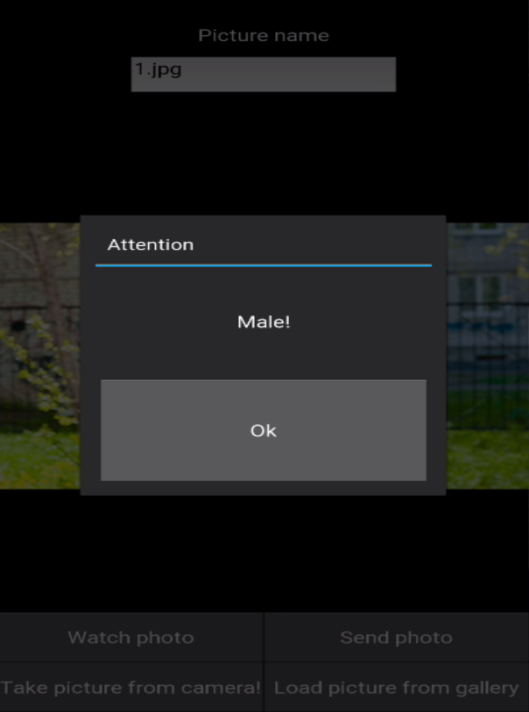 Picture name
1.jpg
Attention
Male!
Ok
Watch photo
Send photo
Take picture from camera!
Load picture from gallery